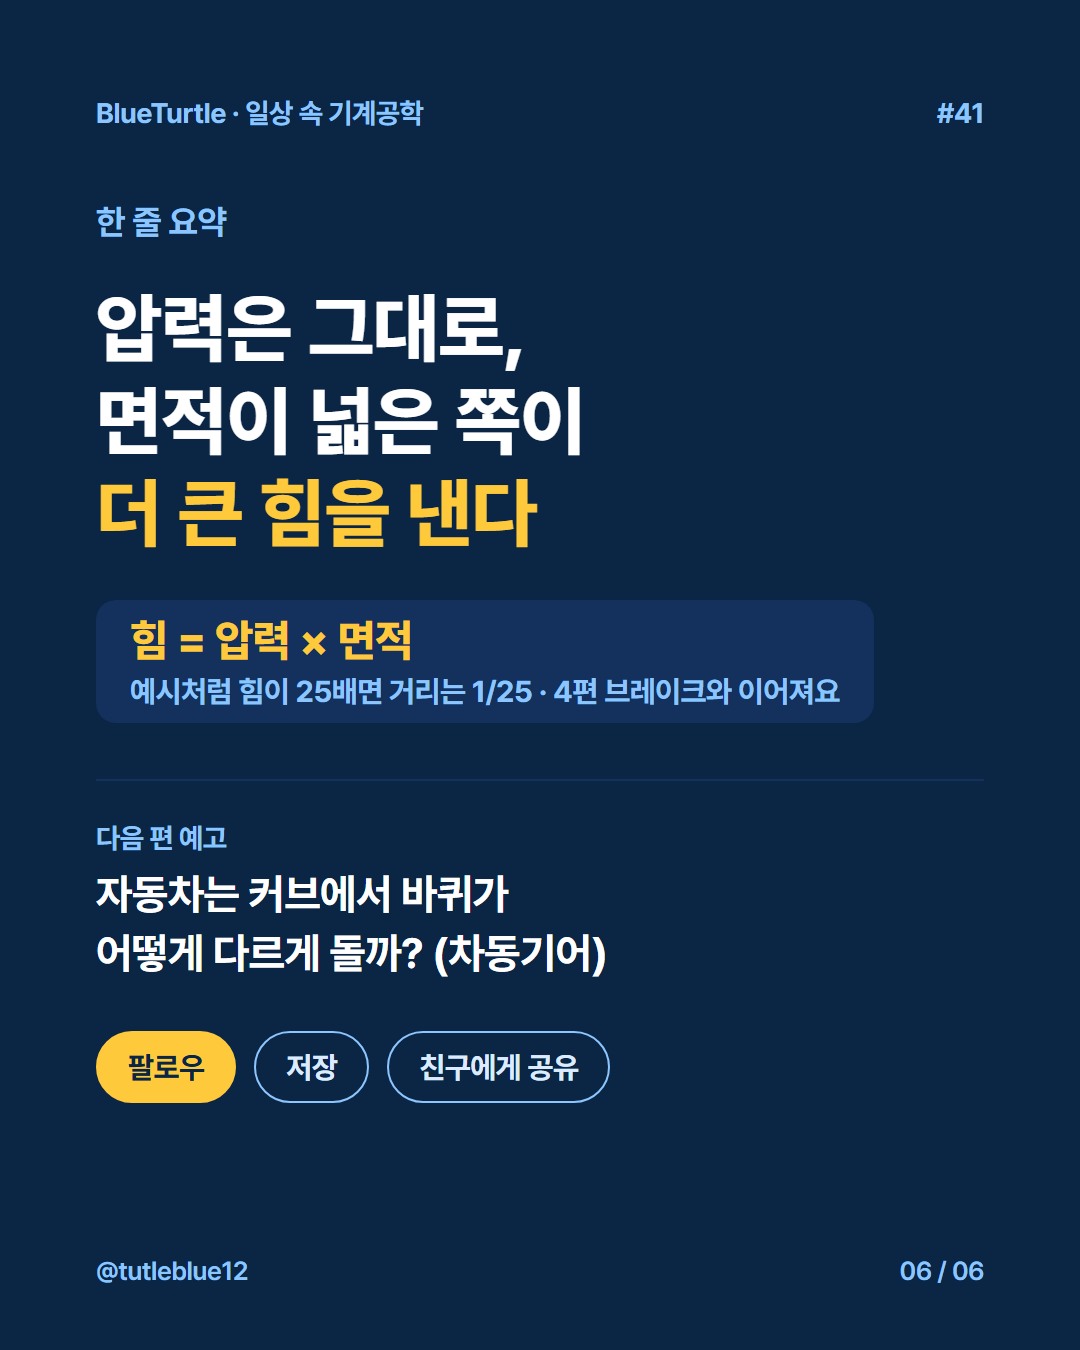 BlueTurtle · 일상 속 기계공학
#41
한 줄 요약
압력은 그대로,
면적이 넓은 쪽이
더 큰 힘을 낸다
힘 = 압력 × 면적
예시처럼 힘이 25배면 거리는 1/25 · 4편 브레이크와 이어져요
다음 편 예고
자동차는 커브에서 바퀴가
어떻게 다르게 돌까? (차동기어)
팔로우
저장
친구에게 공유
@tutleblue12
06 / 06